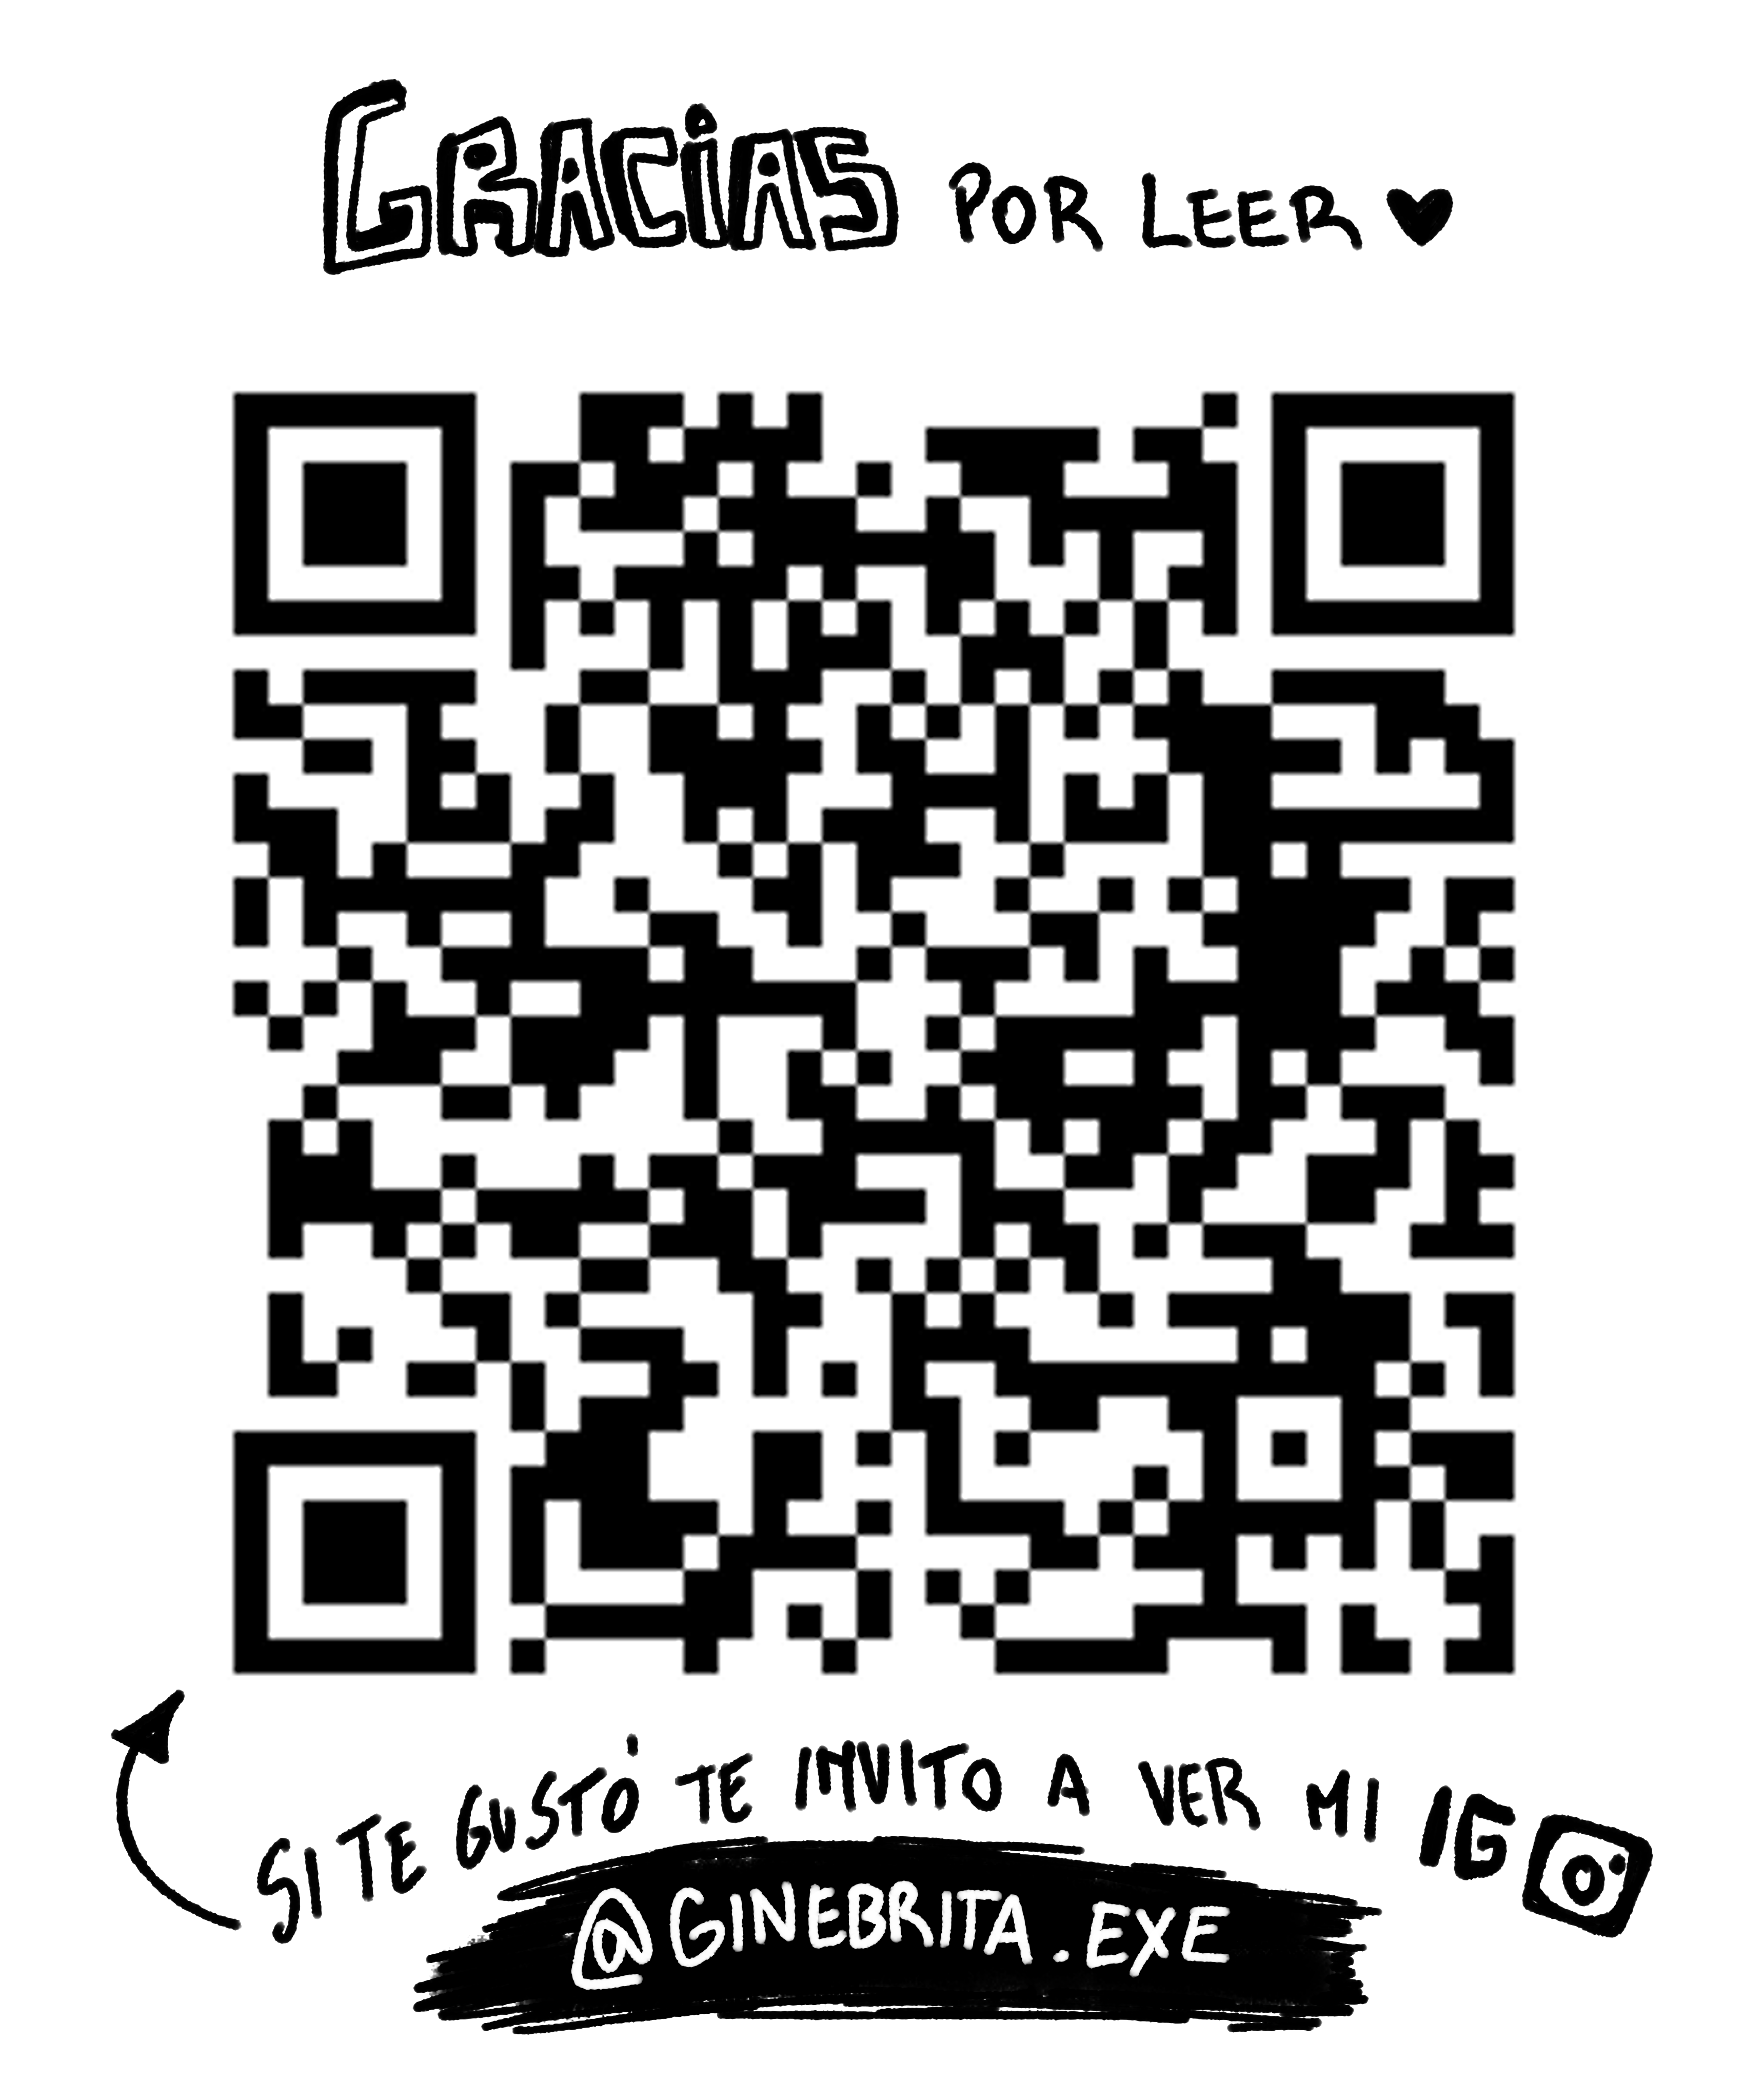 GRACIAS POR LEER ♥
SI TE GUSTÓ TE INVITO A VER MI IG
@GINEBRITA.EXE